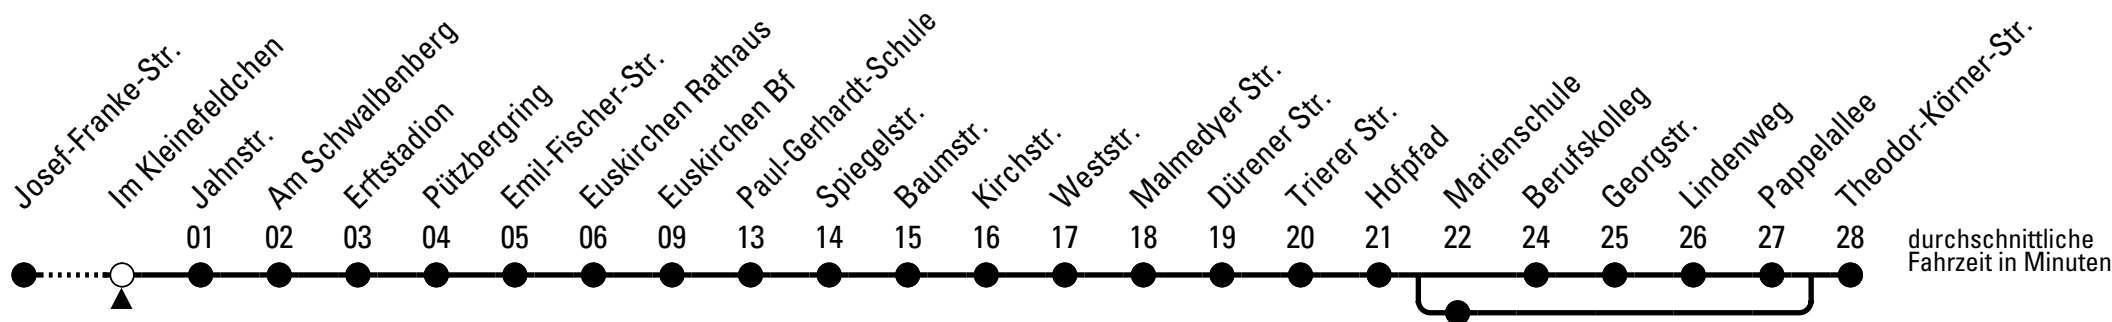 Josef-Franke-Str.
Im Kleinefeldchen
Jahnstr.
Am Schwalbenberg
Erftstadion
Pützbergring
Emil-Fischer-Str.
Euskirchen Rathaus
Euskirchen Bf
Paul-Gerhardt-Schule
Spiegelstr.
Baumstr.
Kirchstr.
Weststr.
Malmedyer Str.
Dürener Str.
Trierer Str.
Hofpfad
Marienschule
Berufskolleg
Georgstr.
Lindenweg
Pappelallee
Theodor-Körner-Str.
01 02 03 04 05 06 09 13 14 15 16 17 18 19 20 21 22 24 25 26 27 28
durchschnittliche
Fahrzeit in Minuten